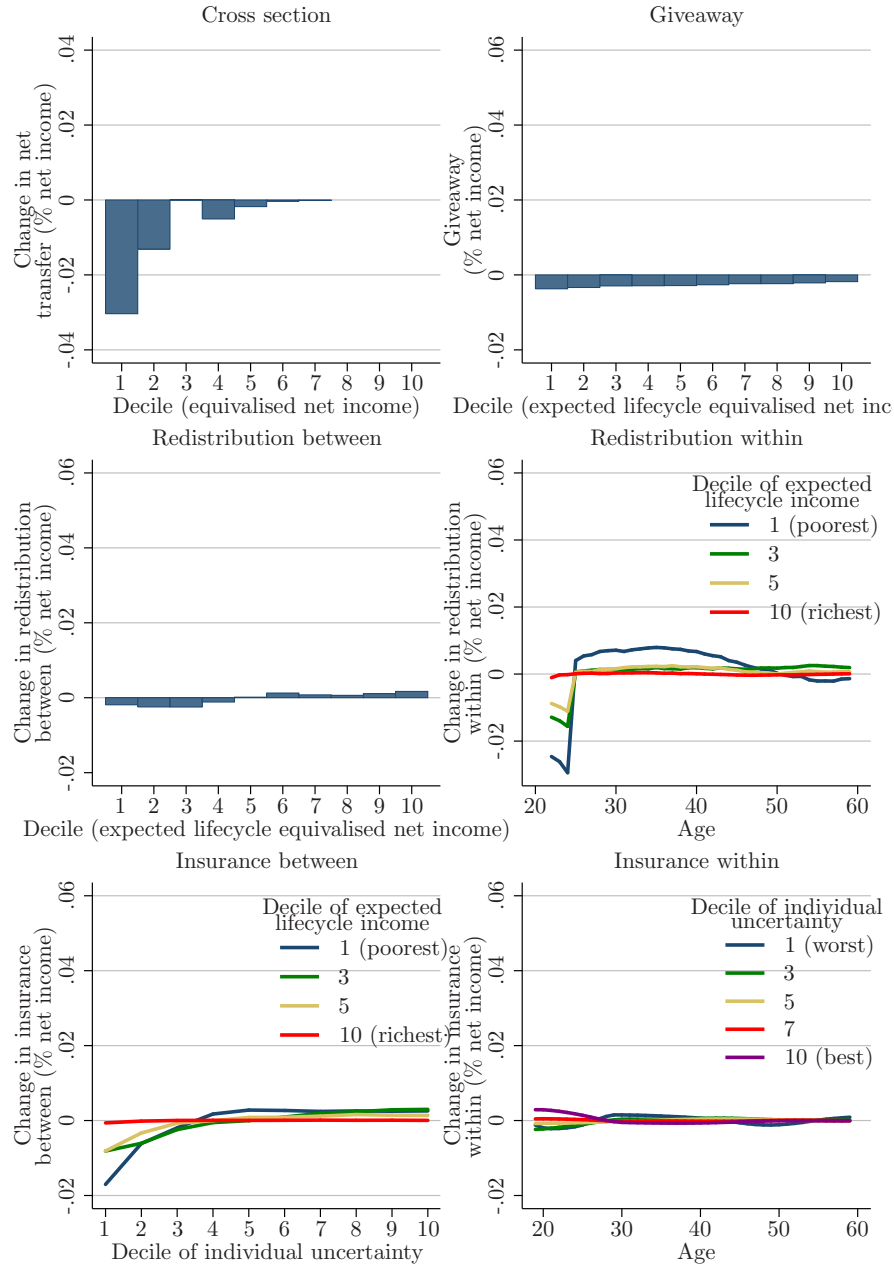 Cross section
Change in net
transfer (% net income)
.04
.02
0
-.02
-.04
1 2 3 4 5 6 7 8 9 10
Decile (equivalised net income)
Giveaway
Giveaway
(% net income)
.06
.04
.02
0
-.02
1 2 3 4 5 6 7 8 9 10
Decile (expected lifecycle equivalised net inc
Redistribution between
Change in redistribution
between (% net income)
.06
.04
.02
0
-.02
1 2 3 4 5 6 7 8 9 10
Decile (expected lifecycle equivalised net income)
Redistribution within
Change in redistribution
within (% net income)
.06
.04
.02
0
-.02
Decile of expected
lifecycle income
1 (poorest)
3
5
10 (richest)
20 30 40 50 60
Age
Insurance between
Change in insurance
between (% net income)
.06
.04
.02
0
-.02
Decile of expected
lifecycle income
1 (poorest)
3
5
10 (richest)
1 2 3 4 5 6 7 8 9 10
Decile of individual uncertainty
Insurance within
Change in insurance
within (% net income)
.06
.04
.02
0
-.02
Decile of individual
uncertainty
1 (worst)
3
5
7
10 (best)
20 30 40 50 60
Age